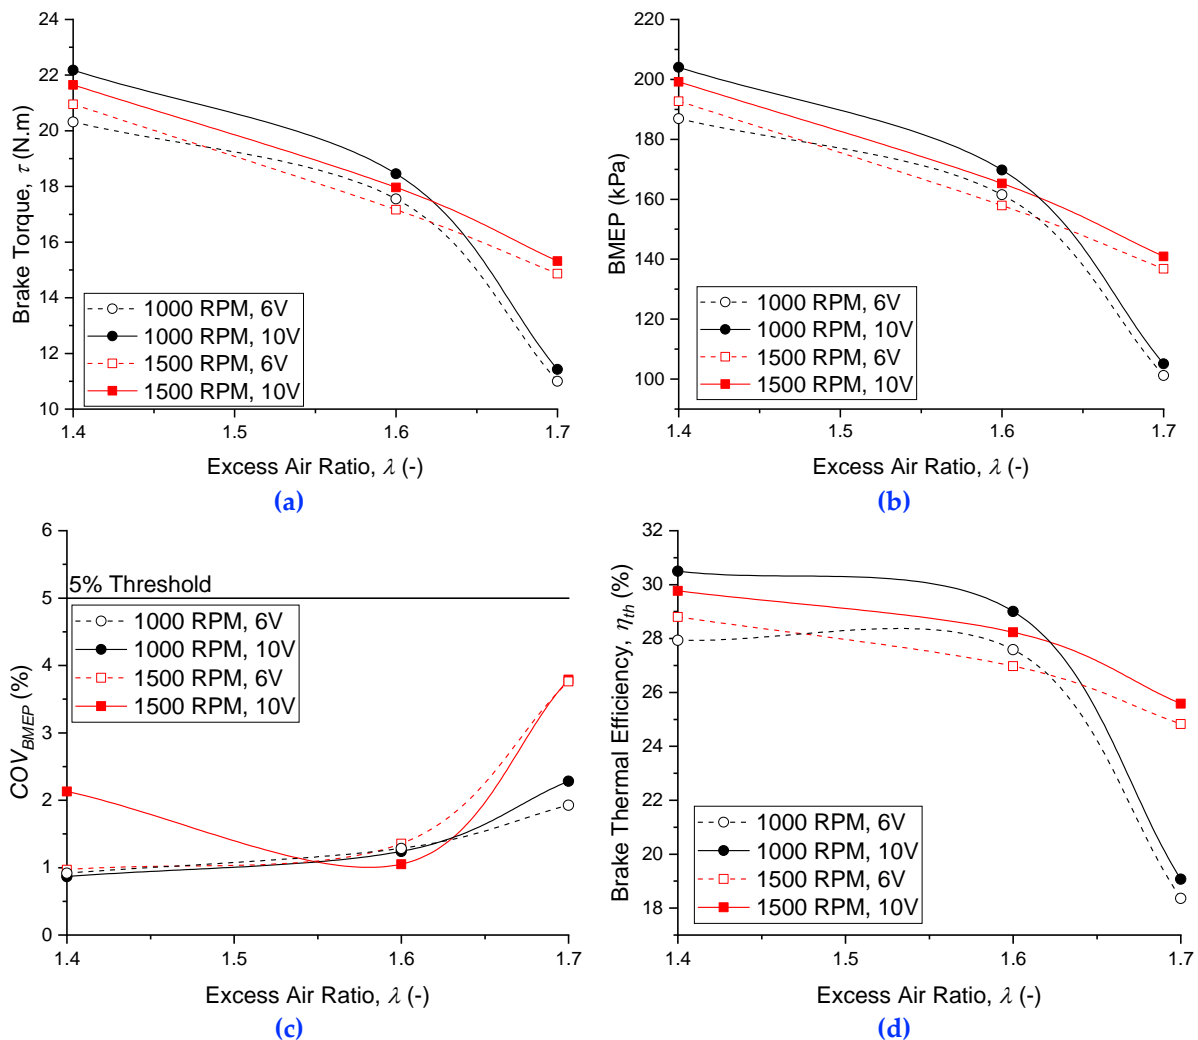 24
22
20
18
16
14
12
10
Brake Torque, τ (N.m)
1000 RPM, 6V
1000 RPM, 10V
1500 RPM, 6V
1500 RPM, 10V
1.4
1.5
1.6
1.7
Excess Air Ratio, λ (-)
(a)
220
200
180
160
140
120
100
BMEP (kPa)
1000 RPM, 6V
1000 RPM, 10V
1500 RPM, 6V
1500 RPM, 10V
1.4
1.5
1.6
1.7
Excess Air Ratio, λ (-)
(b)
6
5
4
3
2
1
0
COV_BMEP (%)
5% Threshold
1000 RPM, 6V
1000 RPM, 10V
1500 RPM, 6V
1500 RPM, 10V
1.4
1.5
1.6
1.7
Excess Air Ratio, λ (-)
(c)
32
30
28
26
24
22
20
18
Brake Thermal Efficiency, η_th (%)
1000 RPM, 6V
1000 RPM, 10V
1500 RPM, 6V
1500 RPM, 10V
1.4
1.5
1.6
1.7
Excess Air Ratio, λ (-)
(d)